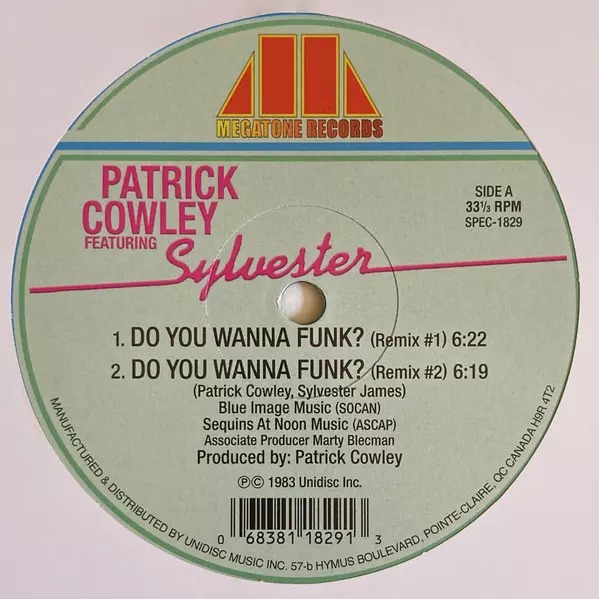 MEGATONE RECORDS
PATRICK
COWLEY
FEATURING
Sylvester
SIDE A
33⅓ RPM
SPEC-1829
1. DO YOU WANNA FUNK? (Remix #1) 6:22
2. DO YOU WANNA FUNK? (Remix #2) 6:19
(Patrick Cowley, Sylvester James)
Blue Image Music (SOCAN)
Sequins At Noon Music (ASCAP)
Associate Producer Marty Blecman
Produced by: Patrick Cowley
ⓅⒸ 1983 Unidisc Inc.
0 68381 18291 3
MANUFACTURED & DISTRIBUTED BY UNIDISC MUSIC INC. 57-b HYMUS BOULEVARD, POINTE-CLAIRE, QC CANADA H9R 4T2